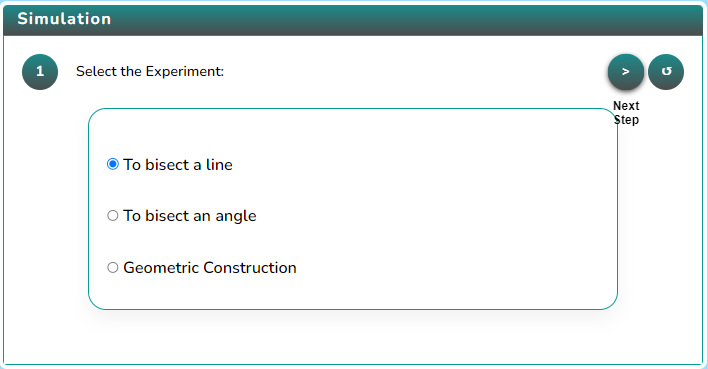 Simulation
1
Select the Experiment:
>
↺
Next
Step
To bisect a line
To bisect an angle
Geometric Construction